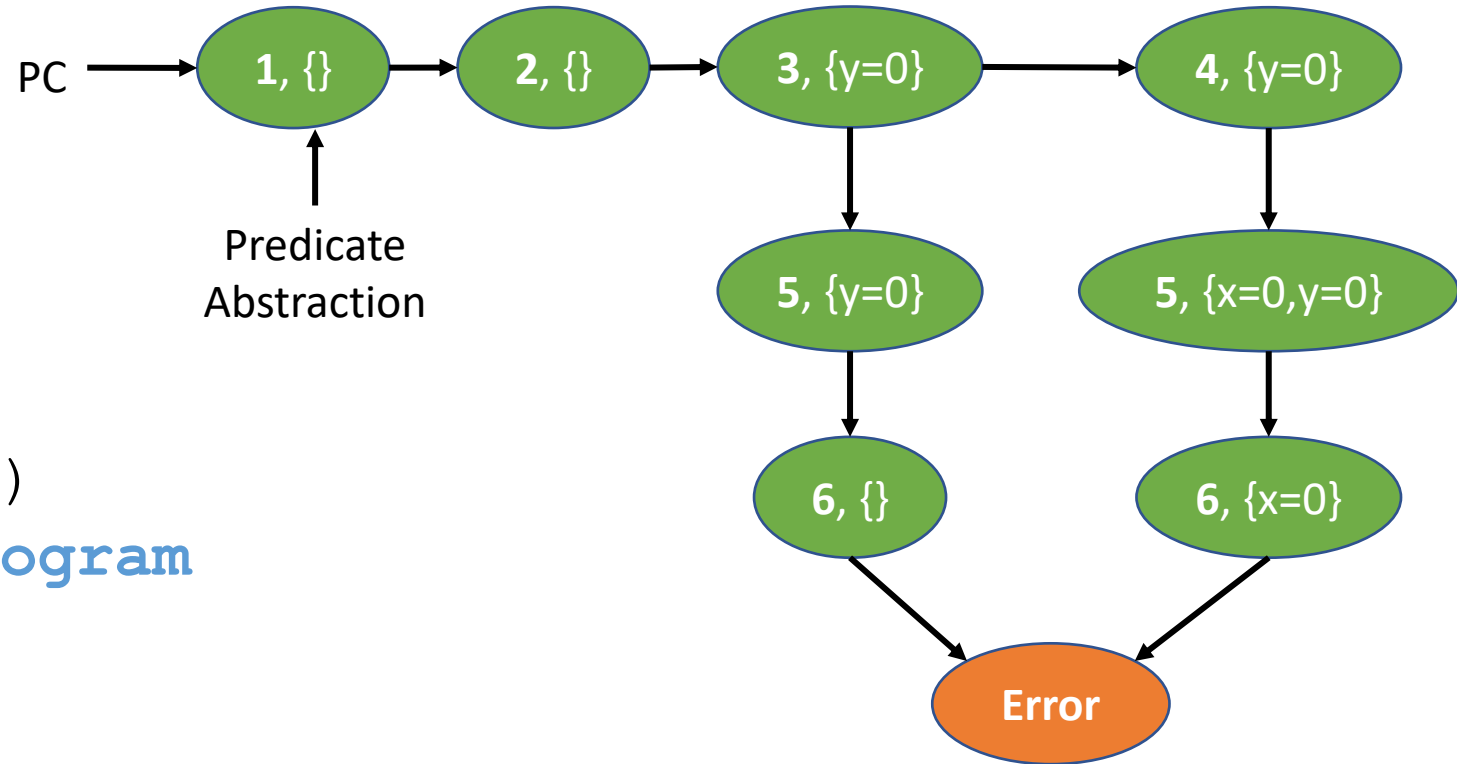 PC
1, {}
2, {}
3, {y=0}
4, {y=0}
Predicate
Abstraction
5, {y=0}
5, {x=0,y=0}
)
ogram
6, {}
6, {x=0}
Error